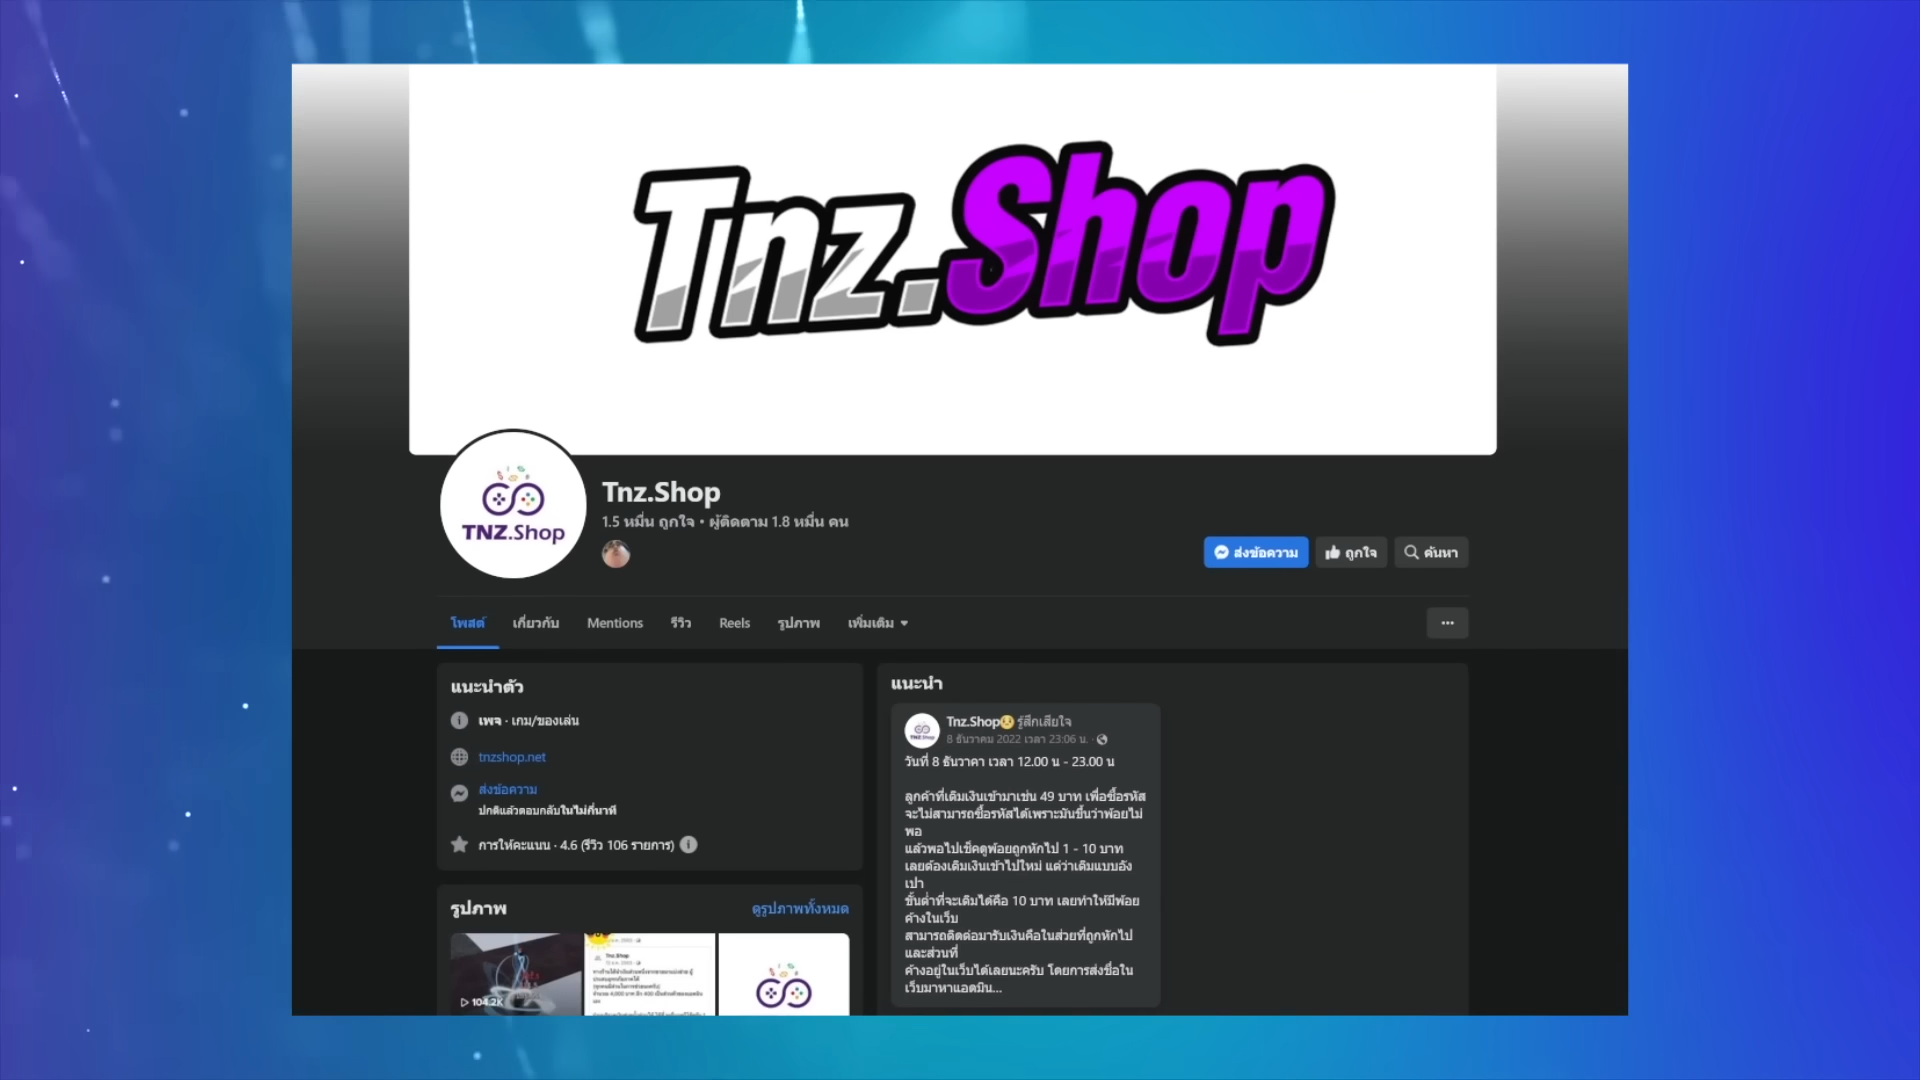 Tnz.Shop
TNZ.Shop
Tnz.Shop
1.5 หมื่น ถูกใจ • ผู้ติดตาม 1.8 หมื่น คน
ส่งข้อความ
ถูกใจ
ค้นหา
โพสต์
เกี่ยวกับ
Mentions
รีวิว
Reels
รูปภาพ
เพิ่มเติม
แนะนำตัว
เพจ · เกม/ของเล่น
tnzshop.net
ส่งข้อความ
ปกติแล้วตอบกลับในไม่กี่นาที
การให้คะแนน · 4.6 (รีวิว 106 รายการ)
รูปภาพ
ดูรูปภาพทั้งหมด
104.2K
Tnz.Shop
แนะนำ
Tnz.Shop🥺 รู้สึกเสียใจ
8 ธันวาคม 2022 เวลา 23:06 น. ·
วันที่ 8 ธันวาคา เวลา 12.00 น - 23.00 น
ลูกค้าที่เติมเงินเข้ามาเช่น 49 บาท เพื่อซื้อรหัส
จะไม่สามารถซื้อรหัสได้เพราะมันขึ้นว่าพ้อยไม่
พอ
แล้วพอไปเช็คดูพ้อยถูกหักไป 1 - 10 บาท
เลยต้องเติมเงินเข้าไปใหม่ แต่ว่าเติมแบบอัง
เปา
ขั้นต่ำที่จะเติมได้คือ 10 บาท เลยทำให้มีพ้อย
ค้างในเว็บ
สามารถติดต่อมารับเงินคือในส่วยที่ถูกหักไป
และส่วนที่
ค้างอยู่ในเว็บได้เลยนะครับ โดยการส่งชื่อใน
เว็บมาหาแอดมิน...